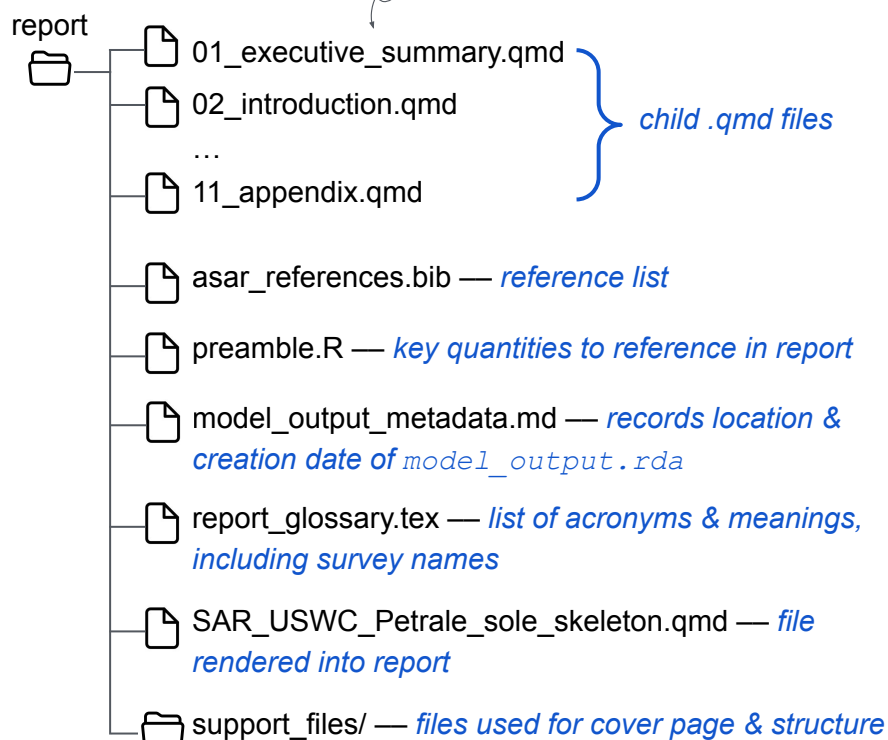 report
01_executive_summary.qmd
02_introduction.qmd
child .qmd files
…
11_appendix.qmd
asar_references.bib — reference list
preamble.R — key quantities to reference in report
model_output_metadata.md — records location &
creation date of model_output.rda
report_glossary.tex — list of acronyms & meanings,
including survey names
SAR_USWC_Petrale_sole_skeleton.qmd — file
rendered into report
support_files/ — files used for cover page & structure